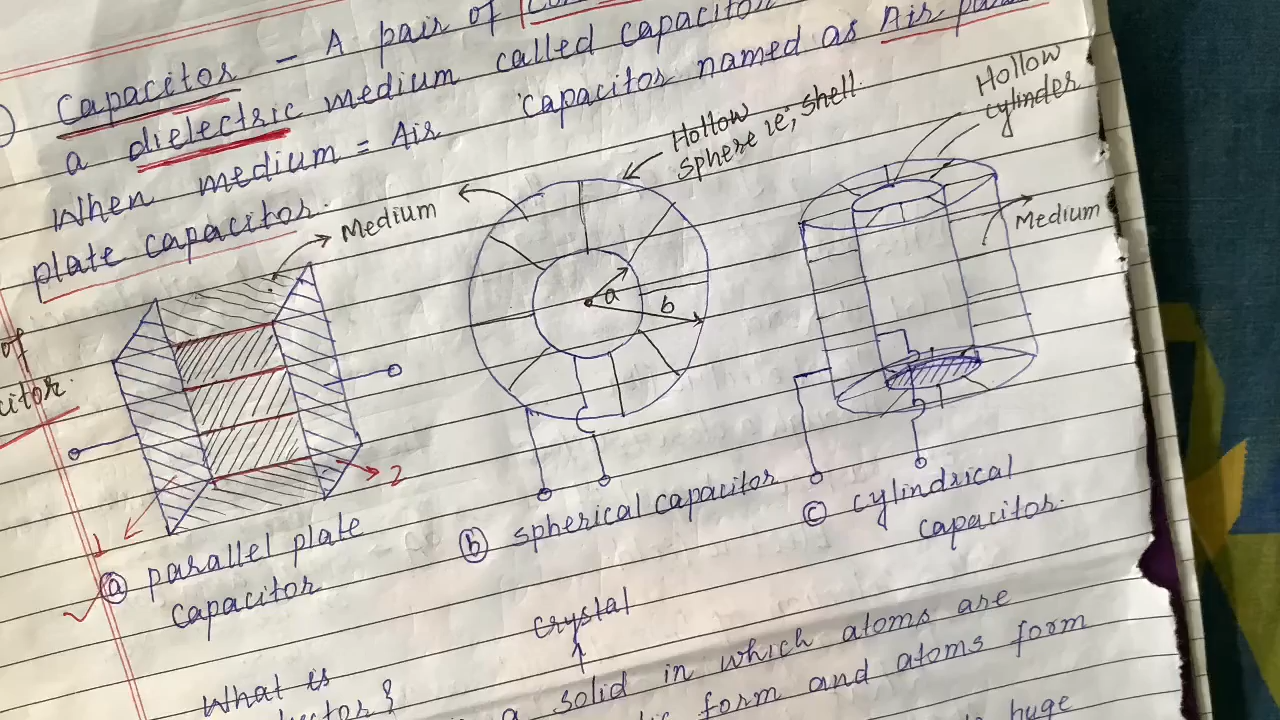 Capacitor - A pair of
a dielectric medium called capacitor
When medium = Air Capacitor named as Air
plate capacitor.
Medium
Hollow
sphere ie; shell.
Hollow
cylinder
Medium
a
b
of
citor.
1
2
ⓐ parallel plate
capacitor
ⓑ spherical capacitor
ⓒ cylindrical
capacitor.
crystal
What is
a solid in which atoms are
form and atoms form
huge